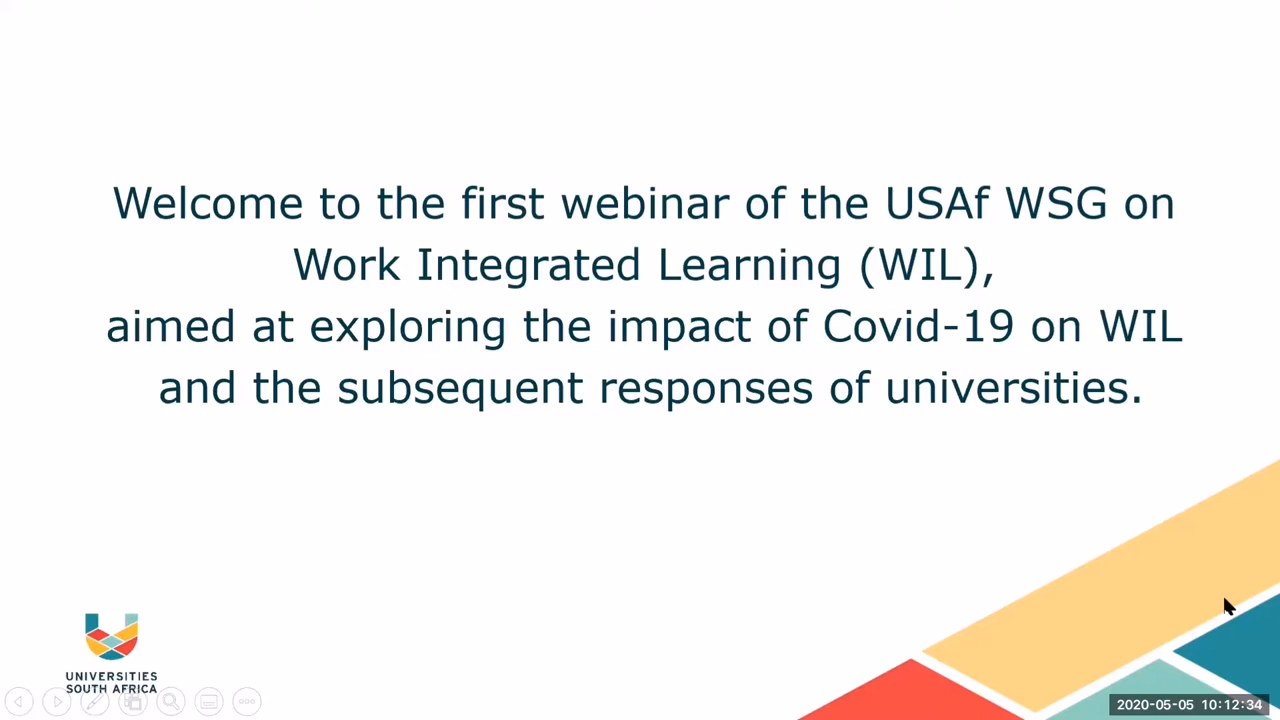 Welcome to the first webinar of the USAf WSG on
Work Integrated Learning (WIL),
aimed at exploring the impact of Covid-19 on WIL
and the subsequent responses of universities.
UNIVERSITIES
SOUTH AFRICA
2020-05-05 10:12:34